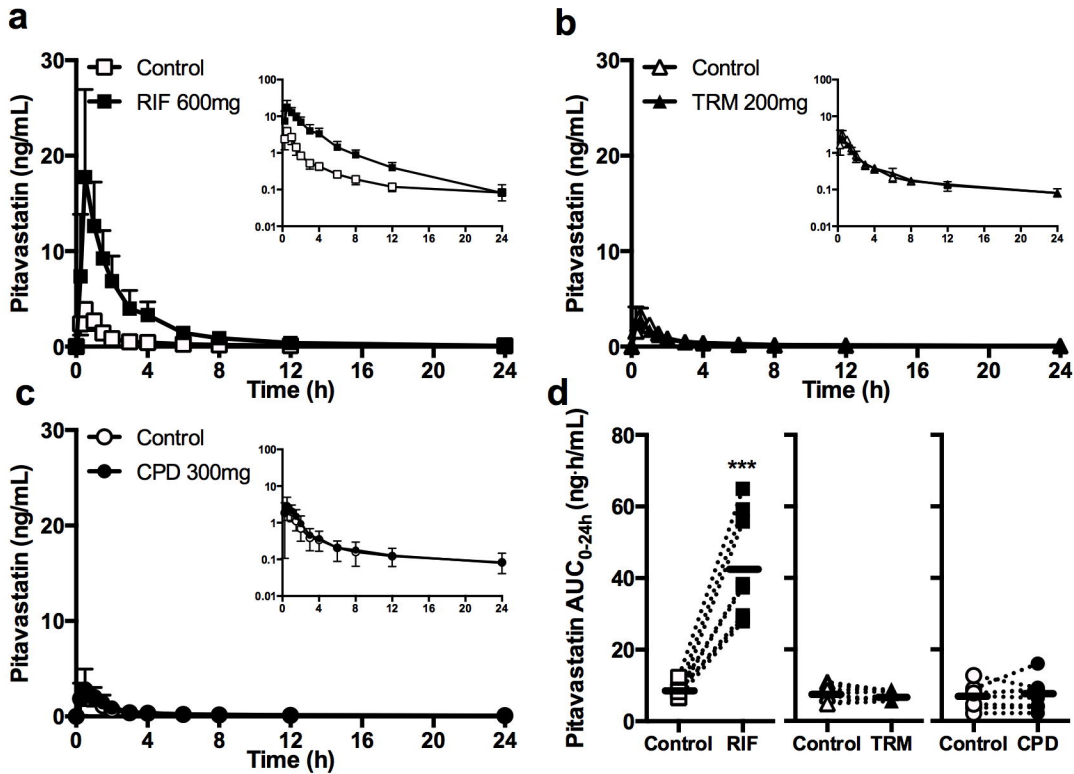 a
Pitavastatin (ng/mL)
30
20
10
0
0 4 8 12 16 20 24
Time (h)
Control
RIF 600mg
100
10
1
0.1
0.01
0 4 8 12 16 20 24
b
Pitavastatin (ng/mL)
30
20
10
0
0 4 8 12 16 20 24
Time (h)
Control
TRM 200mg
100
10
1
0.1
0.01
0 4 8 12 16 20 24
c
Pitavastatin (ng/mL)
30
20
10
0
0 4 8 12 16 20 24
Time (h)
Control
CPD 300mg
100
10
1
0.1
0.01
0 4 8 12 16 20 24
d
Pitavastatin AUC0-24h (ng·h/mL)
80
60
40
20
0
***
Control RIF
Control TRM
Control CPD